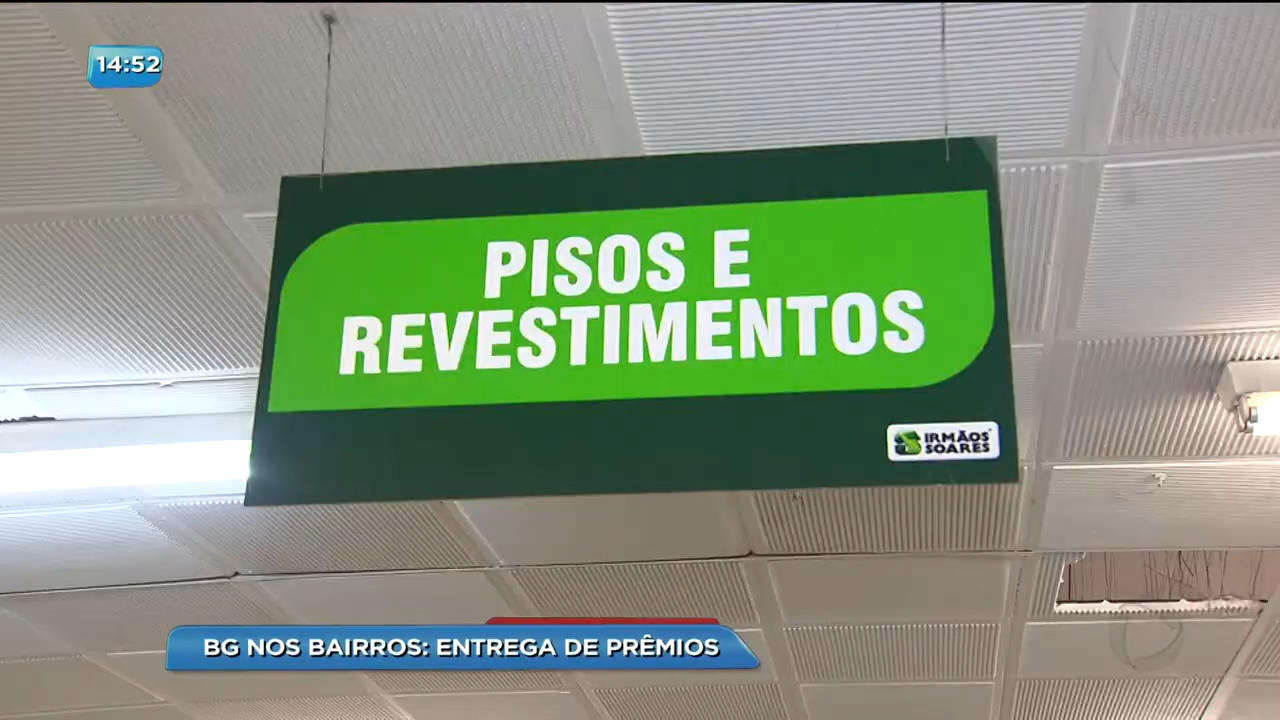 14:52
PISOS E
REVESTIMENTOS
IRMÃOS
SOARES
BG NOS BAIRROS: ENTREGA DE PRÊMIOS